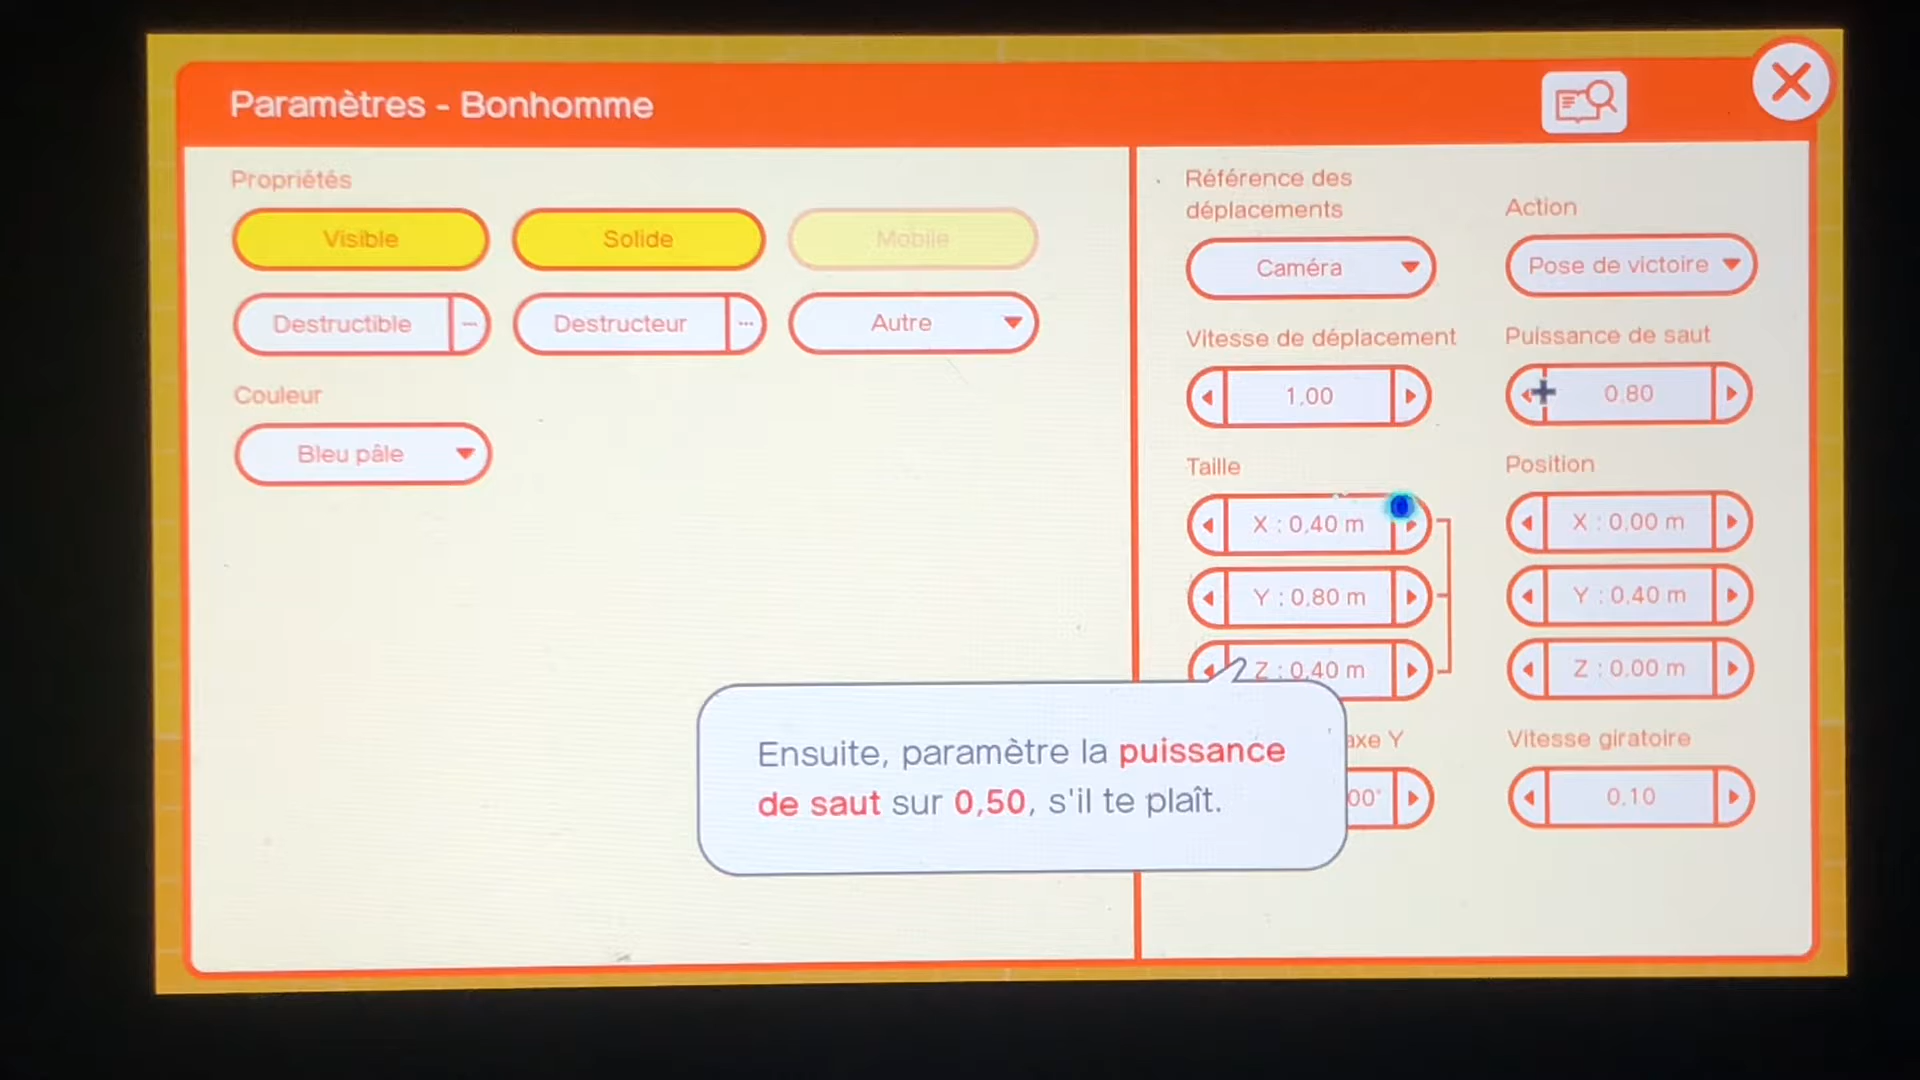 Paramètres - Bonhomme
Propriétés
Visible
Solide
Mobile
Destructible
Destructeur
Autre
Couleur
Bleu pâle
Référence des
déplacements
Action
Caméra
Pose de victoire
Vitesse de déplacement
Puissance de saut
1,00
0,80
Taille
Position
X : 0,40 m
X : 0,00 m
Y : 0,80 m
Y : 0,40 m
Z : 0,40 m
Z : 0,00 m
axe Y
Vitesse giratoire
00°
0,10
Ensuite, paramètre la puissance
de saut sur 0,50, s'il te plaît.